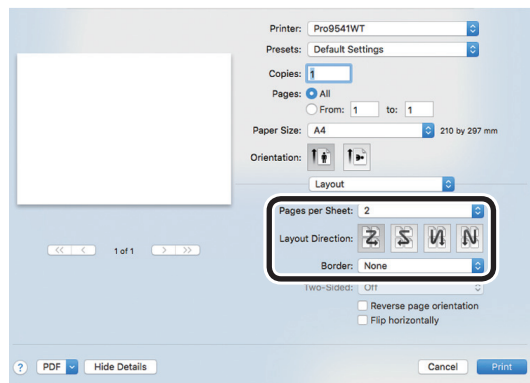 Printer: Pro9541WT
Presets: Default Settings
Copies: 1
Pages: All
From: 1 to: 1
Paper Size: A4 210 by 297 mm
Orientation:
Layout
Pages per Sheet: 2
Layout Direction:
Border: None
Two-Sided: Off
Reverse page orientation
Flip horizontally
1 of 1
? PDF Hide Details Cancel Print